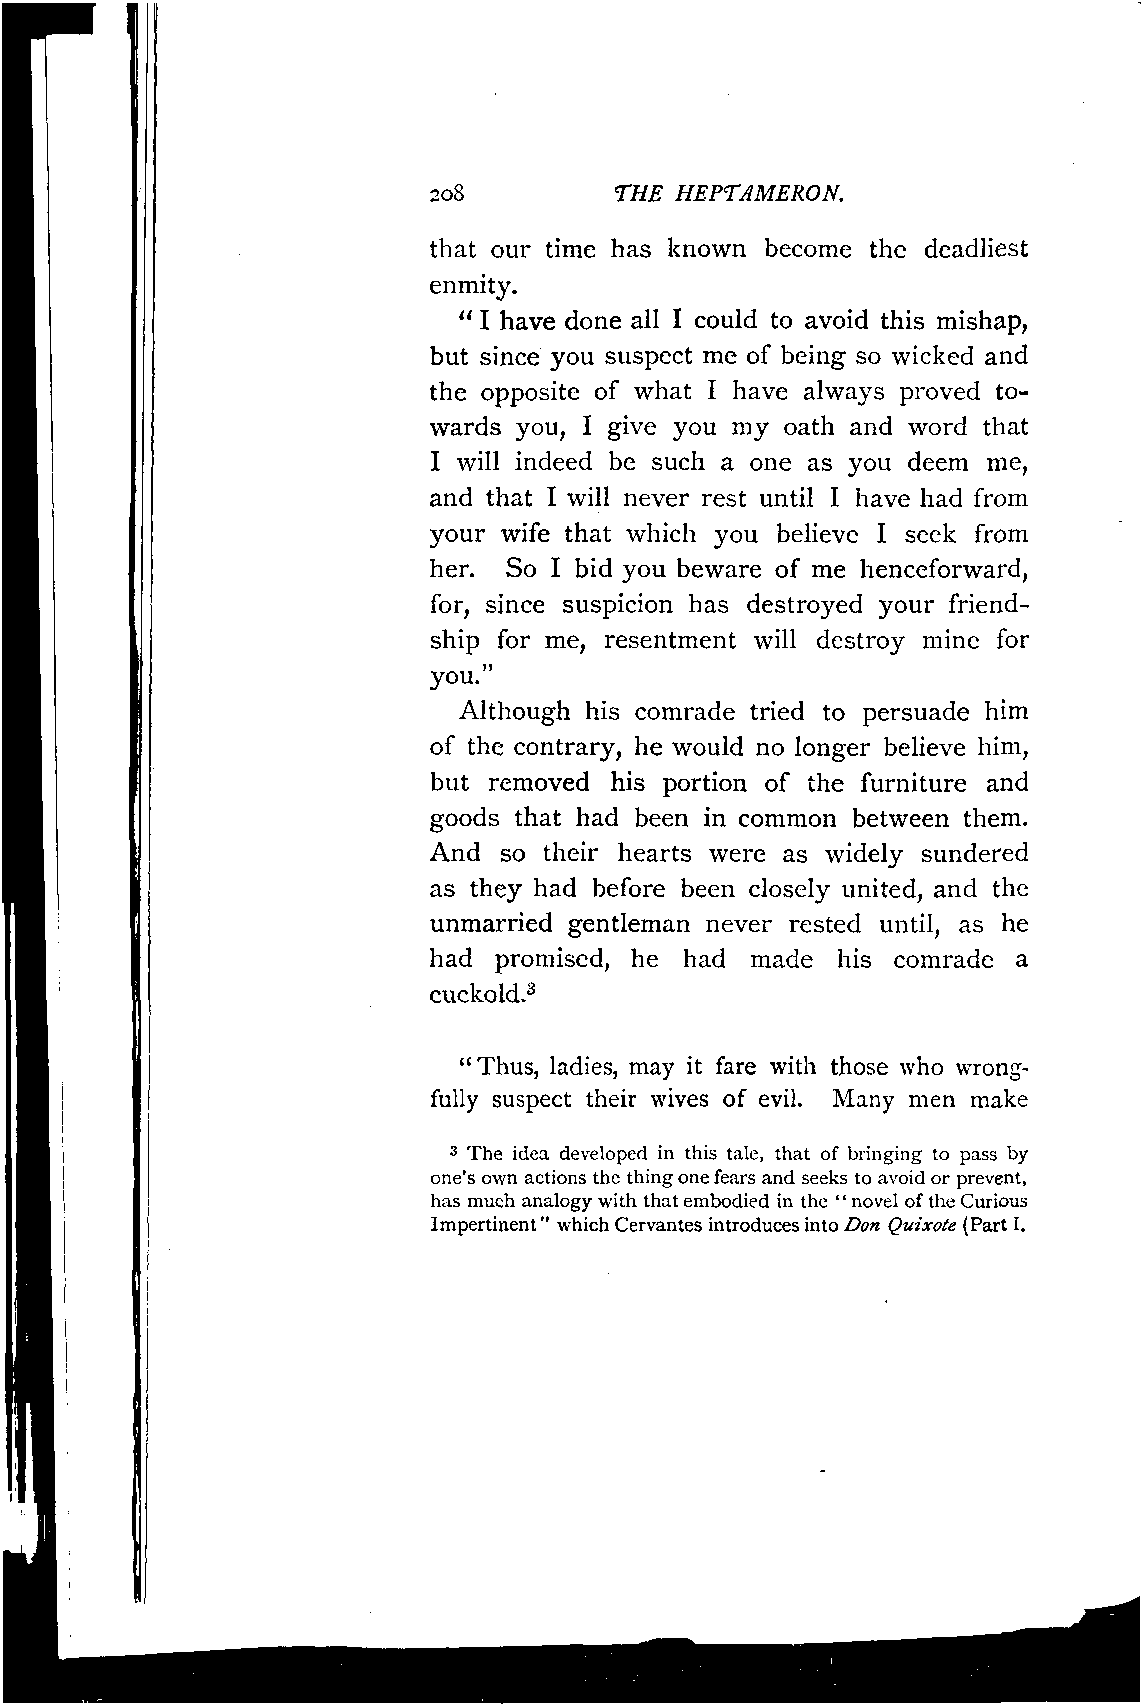 208 THE HEPTAMERON.
that our time has known become the deadliest
enmity.
“ I have done all I could to avoid this mishap,
but since you suspect me of being so wicked and
the opposite of what I have always proved to-
wards you, I give you my oath and word that
I will indeed be such a one as you deem me,
and that I will never rest until I have had from
your wife that which you believe I seek from
her. So I bid you beware of me henceforward,
for, since suspicion has destroyed your friend-
ship for me, resentment will destroy mine for
you.”
Although his comrade tried to persuade him
of the contrary, he would no longer believe him,
but removed his portion of the furniture and
goods that had been in common between them.
And so their hearts were as widely sundered
as they had before been closely united, and the
unmarried gentleman never rested until, as he
had promised, he had made his comrade a
cuckold.³
“ Thus, ladies, may it fare with those who wrong-
fully suspect their wives of evil. Many men make
³ The idea developed in this tale, that of bringing to pass by
one's own actions the thing one fears and seeks to avoid or prevent,
has much analogy with that embodied in the “ novel of the Curious
Impertinent ” which Cervantes introduces into Don Quixote (Part I.